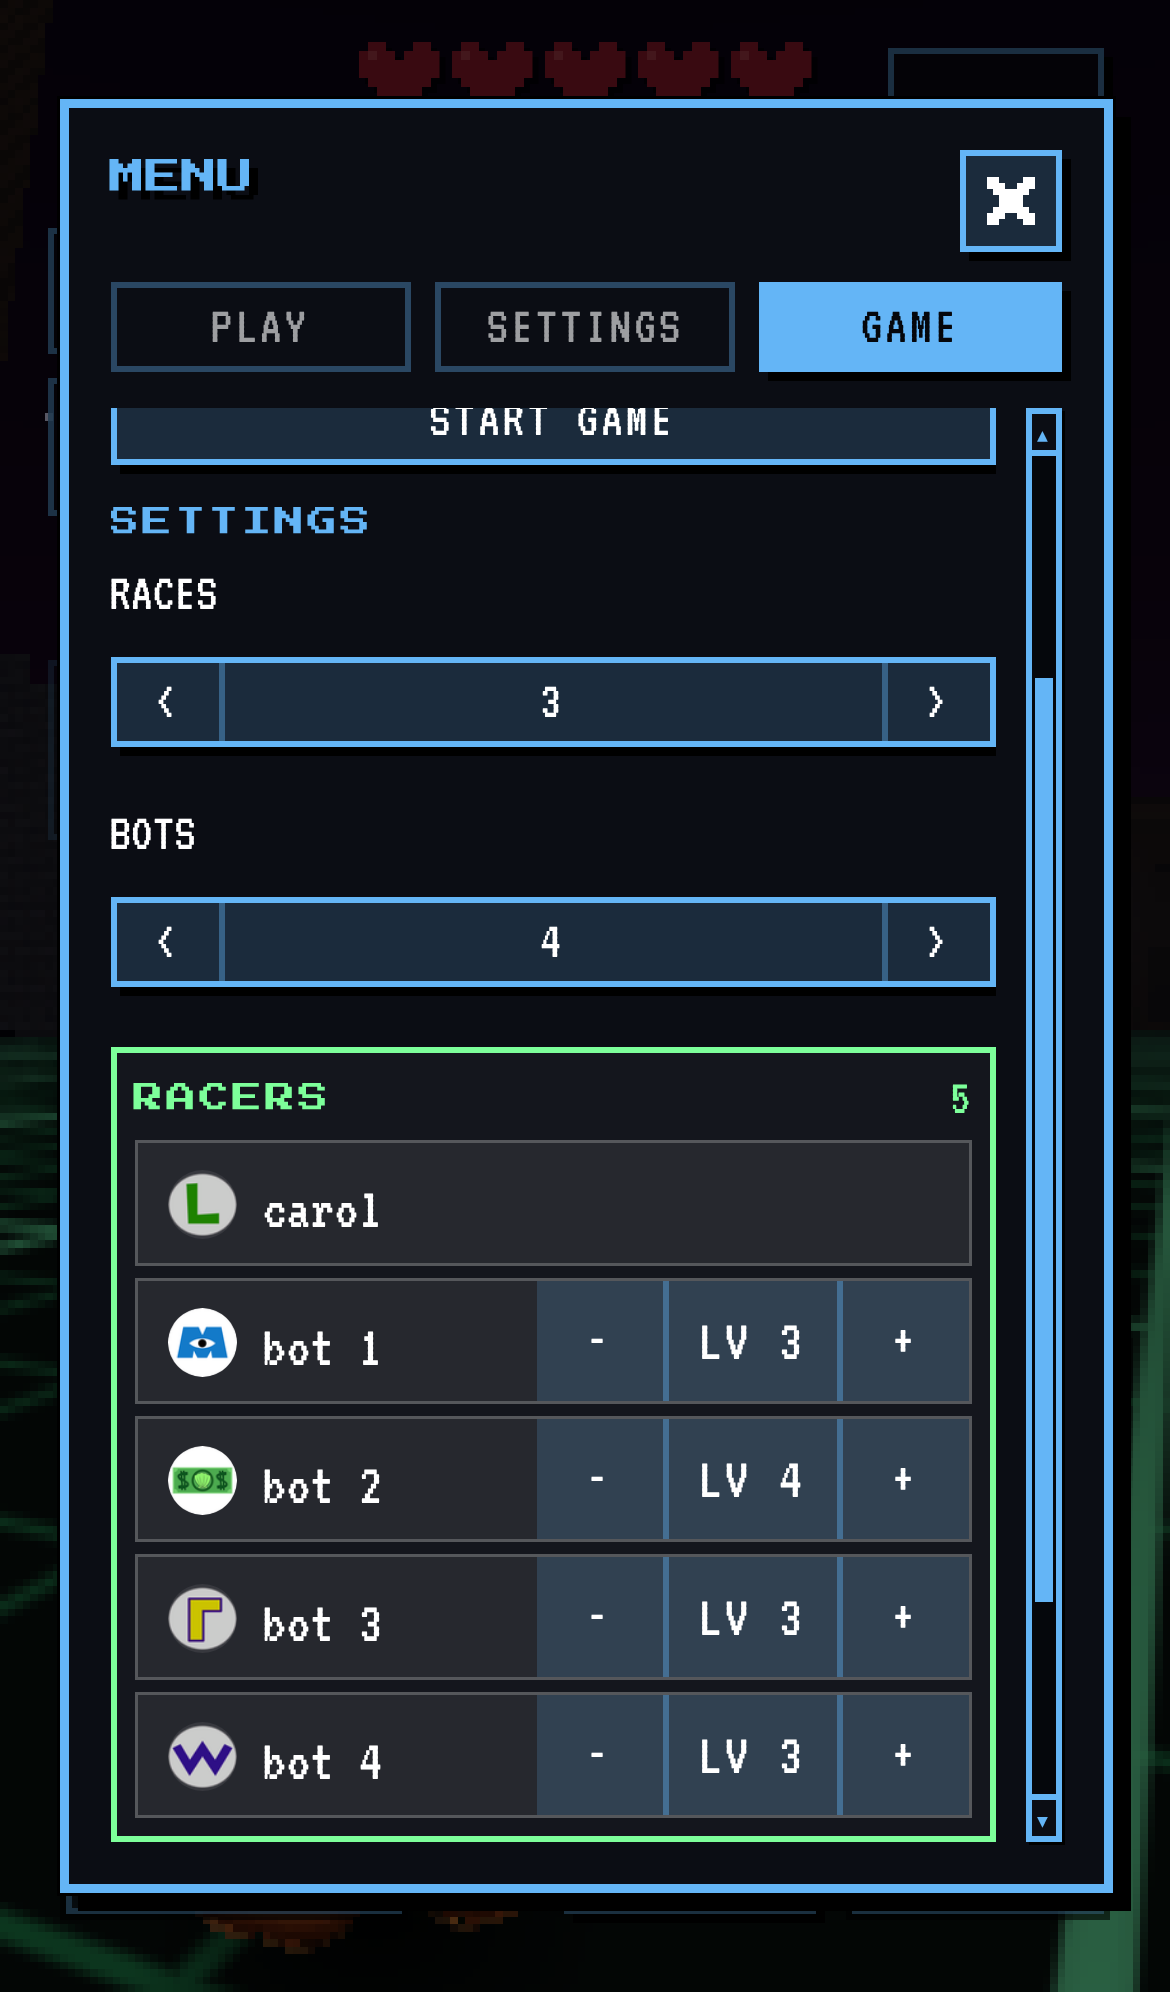 MENU
PLAY SETTINGS GAME
START GAME
SETTINGS
RACES
< 3 >
BOTS
< 4 >
RACERS 5
L carol
M bot 1 - LV 3 +
$ $ bot 2 - LV 4 +
Γ bot 3 - LV 3 +
W bot 4 - LV 3 +